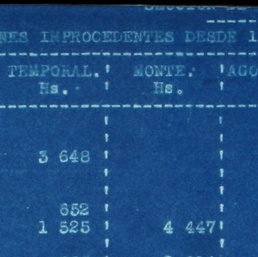 NES IMPROCEDENTES DESDE 1
TEMPORAL. MONTE. AGO
Hs. Hs.
3 648
652
1 525 4 447